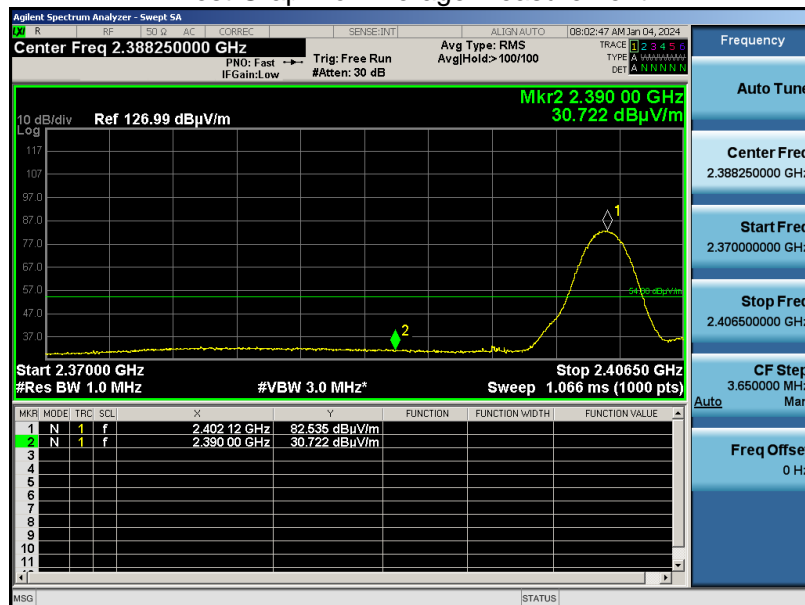 Agilent Spectrum Analyzer - Swept SA
LXI R RF 50 Ω AC CORREC SENSE:INT ALIGN AUTO 08:02:47 AM Jan 04, 2024
Center Freq 2.388250000 GHz
PNO: Fast
IFGain:Low
Trig: Free Run
#Atten: 30 dB
Avg Type: RMS
Avg|Hold>100/100
TRACE 1 2 3 4 5 6
TYPE A WWWWW
DET A N N N N N
Mkr2 2.390 00 GHz
30.722 dBµV/m
10 dB/div Ref 126.99 dBµV/m
Log
117
107
97.0
87.0
77.0
67.0
57.0
47.0
37.0
1
2
54.00 dBµV/m
Start 2.37000 GHz Stop 2.40650 GHz
#Res BW 1.0 MHz #VBW 3.0 MHz* Sweep 1.066 ms (1000 pts)
MKR MODE TRC SCL X Y FUNCTION FUNCTION WIDTH FUNCTION VALUE
1 N 1 f 2.402 12 GHz 82.535 dBµV/m
2 N 1 f 2.390 00 GHz 30.722 dBµV/m
3
4
5
6
7
8
9
10
11
MSG STATUS
Frequency
Auto Tune
Center Freq
2.388250000 GHz
Start Freq
2.370000000 GHz
Stop Freq
2.406500000 GHz
CF Step
3.650000 MHz
Auto Man
Freq Offset
0 Hz